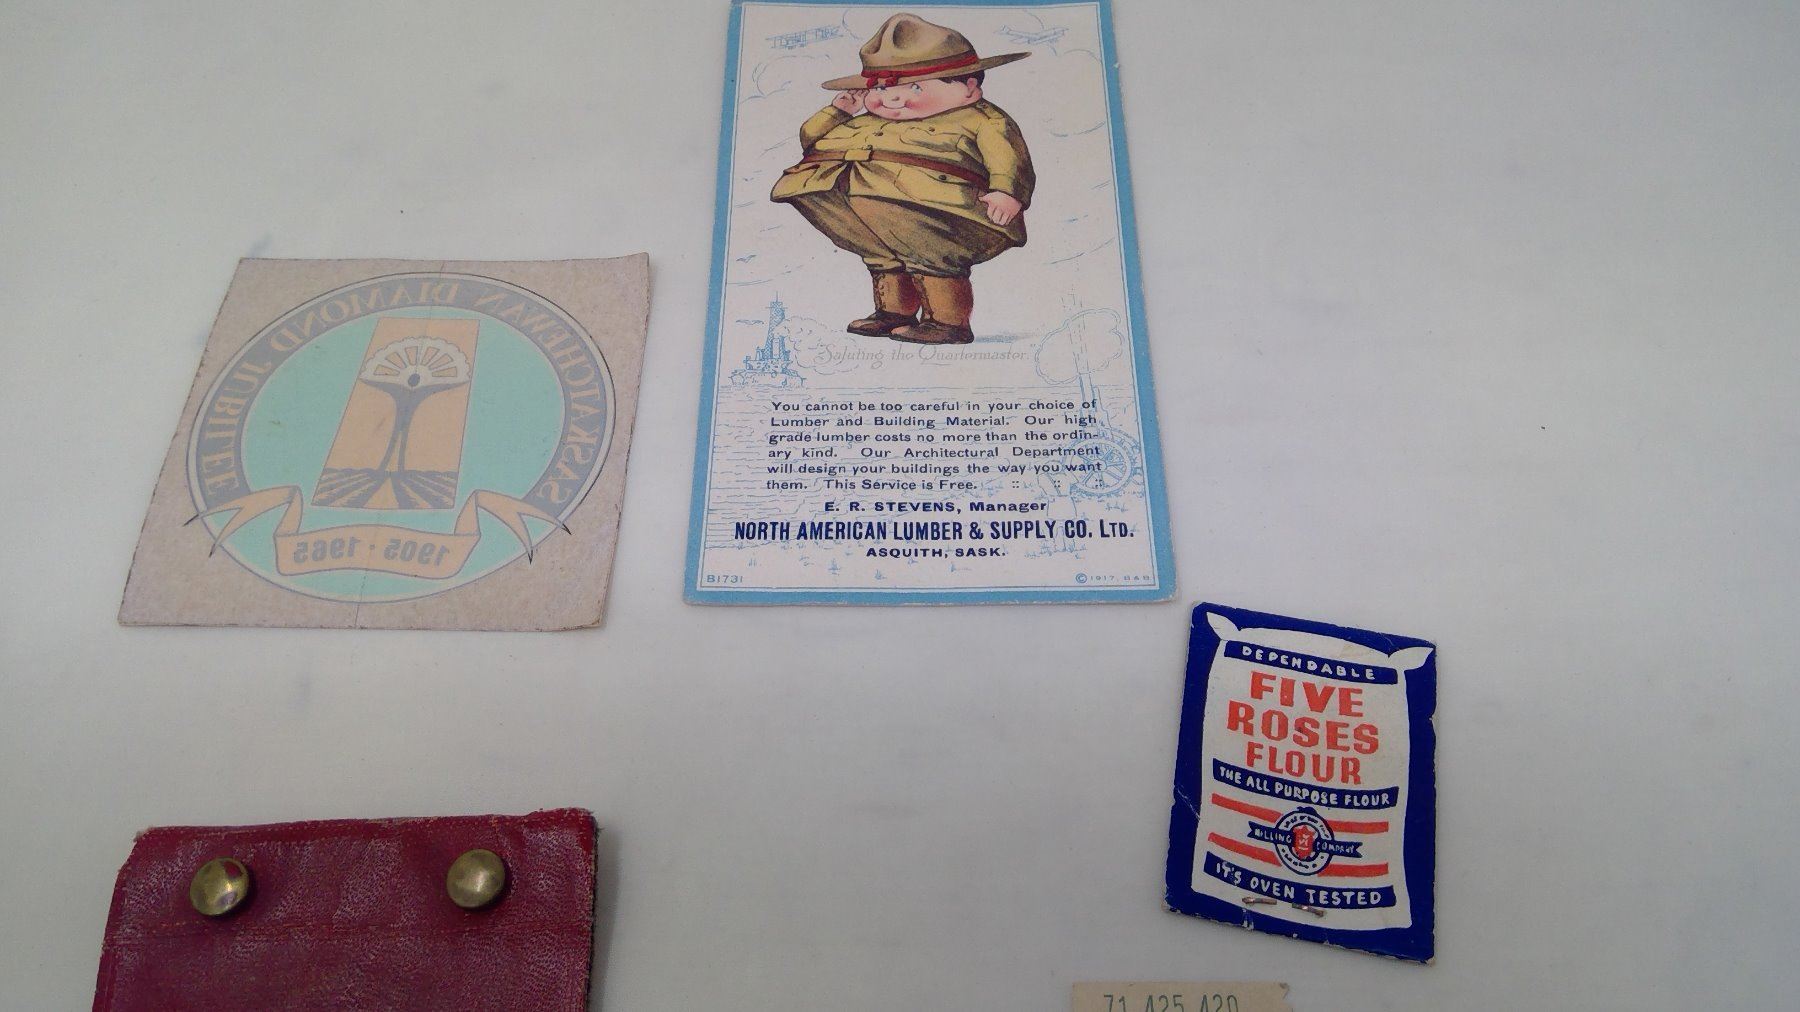 "Saluting the Quartermaster."
You cannot be too careful in your choice of
Lumber and Building Material. Our high
grade lumber costs no more than the ordin-
ary kind. Our Architectural Department
will design your buildings the way you want
them. This Service is Free. :: :: ::
E. R. STEVENS, Manager
NORTH AMERICAN LUMBER & SUPPLY CO. LTD.
ASQUITH, SASK.
B1731
© 1917, B & B
SASKATCHEWAN DIAMOND JUBILEE
1905 · 1965
DEPENDABLE
FIVE
ROSES
FLOUR
THE ALL PURPOSE FLOUR
MILLING COMPANY
IT'S OVEN TESTED
71 425 420